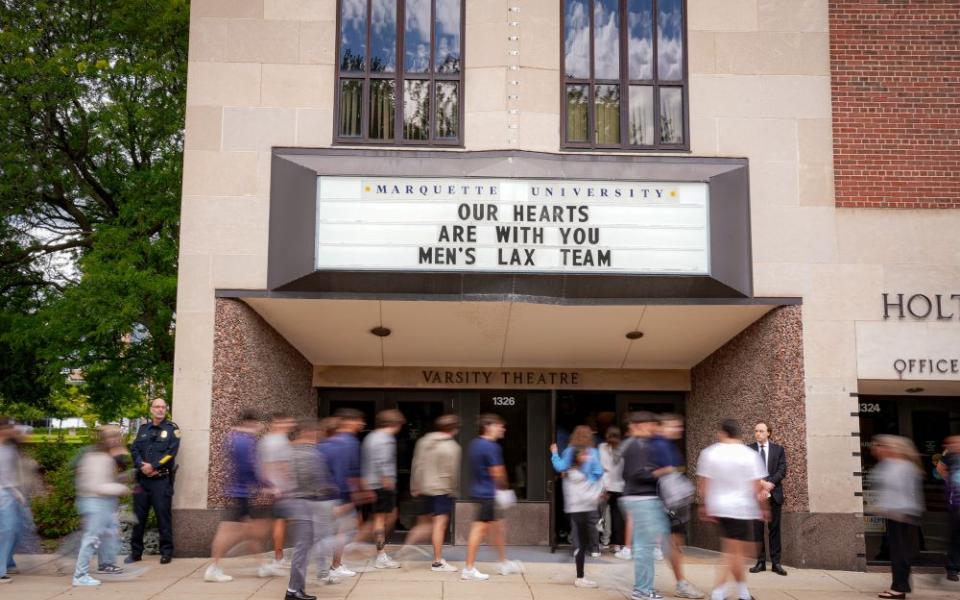 MARQUETTE UNIVERSITY
OUR HEARTS
ARE WITH YOU
MEN'S LAX TEAM
VARSITY THEATRE
1326
HOLT
OFFICE
1324